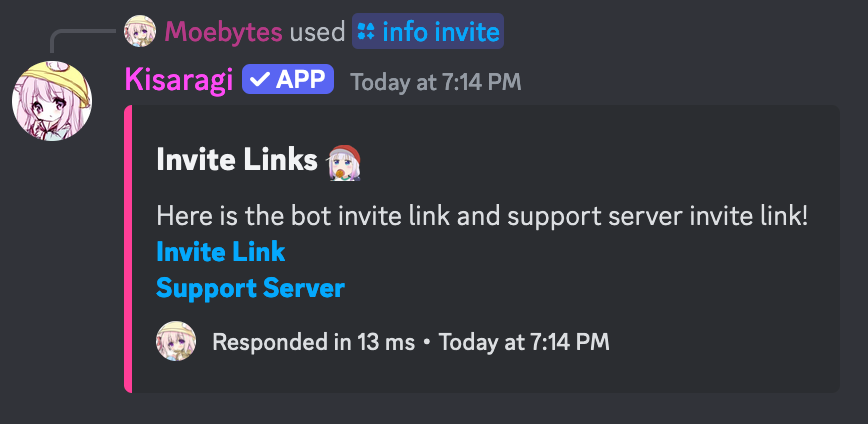 Moebytes used info invite
Kisaragi APP Today at 7:14 PM
Invite Links
Here is the bot invite link and support server invite link!
Invite Link
Support Server
Responded in 13 ms • Today at 7:14 PM